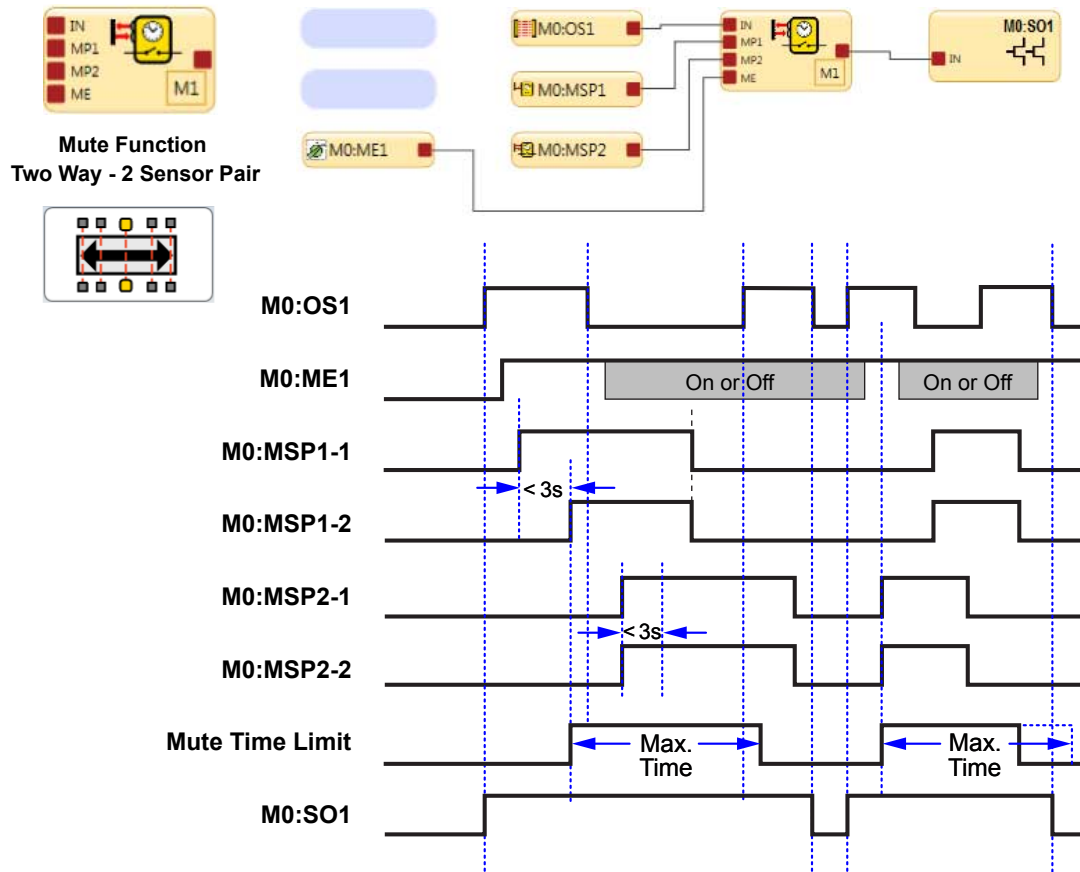 IN
MP1
MP2
ME
M1
Mute Function
Two Way - 2 Sensor Pair
M0:ME1
M0:OS1
M0:MSP1
M0:MSP2
IN
MP1
MP2
ME
M1
M0:SO1
IN
M0:OS1
M0:ME1
On or Off
On or Off
M0:MSP1-1
< 3s
M0:MSP1-2
M0:MSP2-1
< 3s
M0:MSP2-2
Mute Time Limit
Max.
Time
Max.
Time
M0:SO1